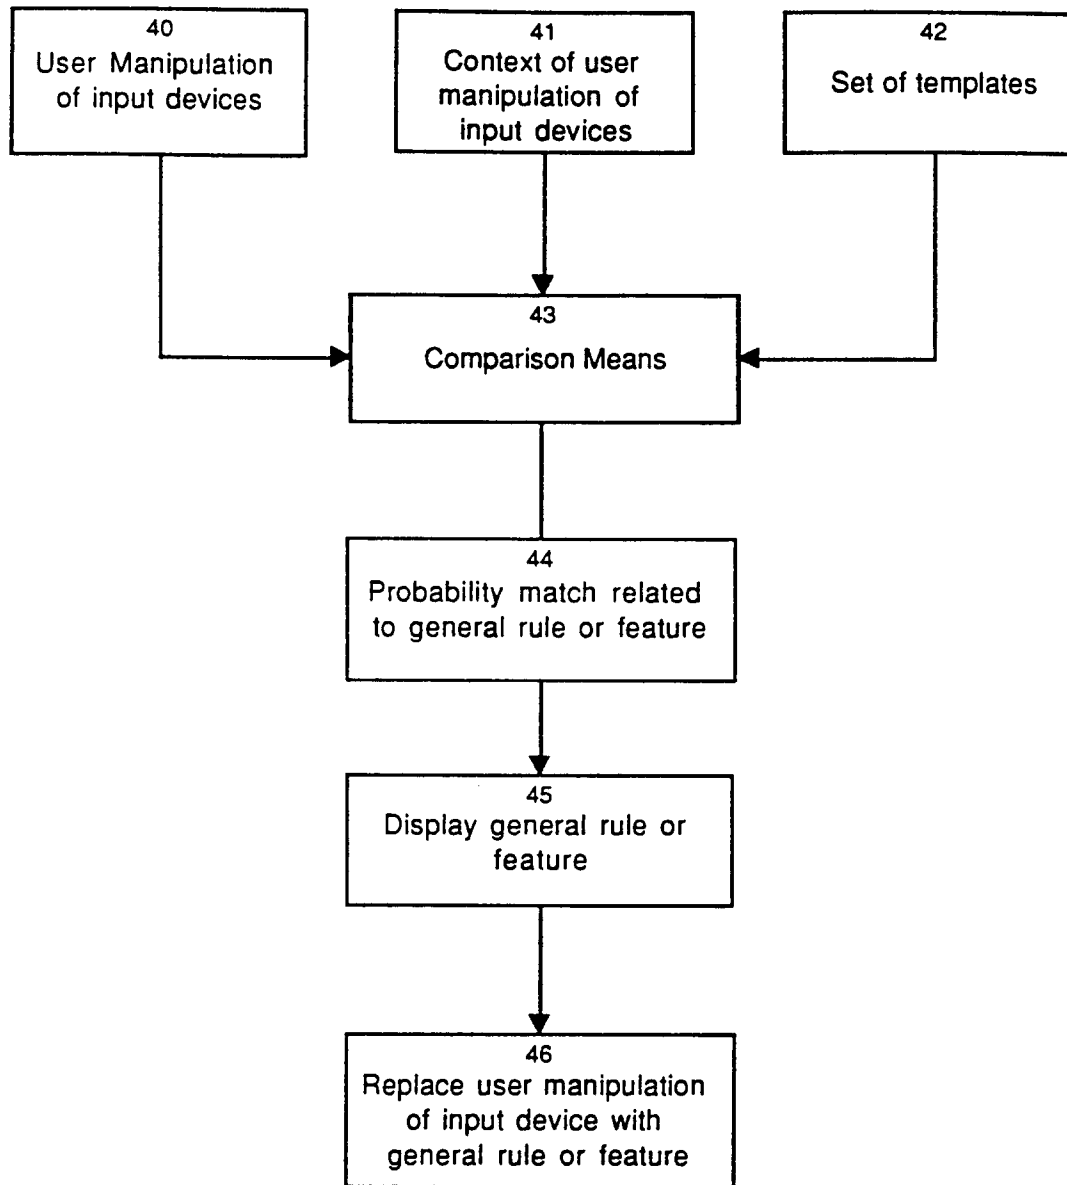 40
User Manipulation
of input devices
41
Context of user
manipulation of
input devices
42
Set of templates
43
Comparison Means
44
Probability match related
to general rule or feature
45
Display general rule or
feature
46
Replace user manipulation
of input device with
general rule or feature